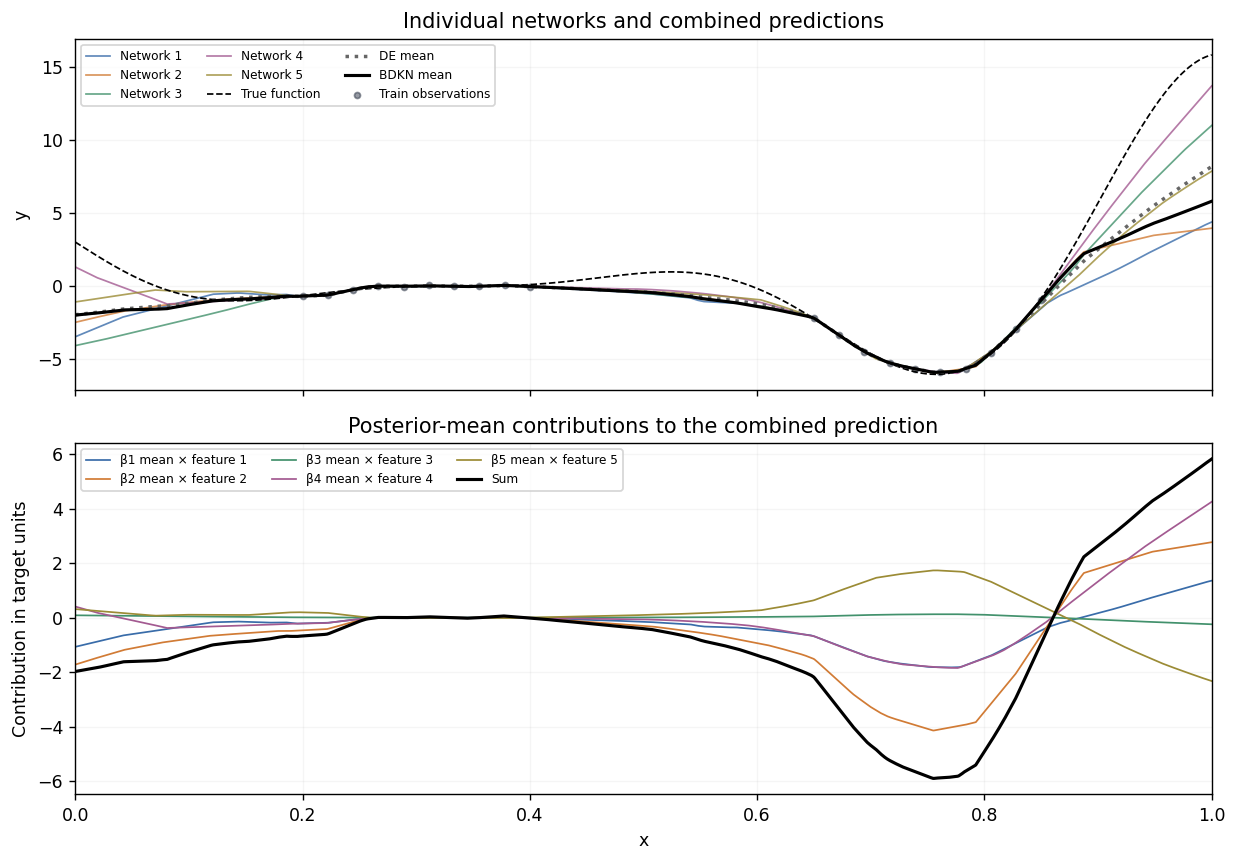 Individual networks and combined predictions
Network 1
Network 2
Network 3
Network 4
Network 5
True function
DE mean
BDKN mean
Train observations
15
10
5
0
−5
y
Posterior-mean contributions to the combined prediction
β1 mean × feature 1
β2 mean × feature 2
β3 mean × feature 3
β4 mean × feature 4
β5 mean × feature 5
Sum
6
4
2
0
−2
−4
−6
Contribution in target units
0.0 0.2 0.4 0.6 0.8 1.0
x